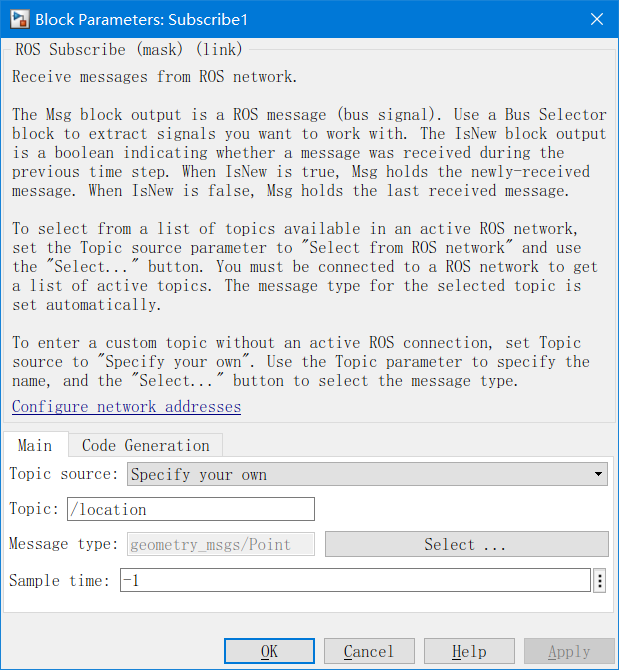 Block Parameters: Subscribe1
ROS Subscribe (mask) (link)
Receive messages from ROS network.
The Msg block output is a ROS message (bus signal). Use a Bus Selector
block to extract signals you want to work with. The IsNew block output
is a boolean indicating whether a message was received during the
previous time step. When IsNew is true, Msg holds the newly-received
message. When IsNew is false, Msg holds the last received message.
To select from a list of topics available in an active ROS network,
set the Topic source parameter to "Select from ROS network" and use
the "Select..." button. You must be connected to a ROS network to get
a list of active topics. The message type for the selected topic is
set automatically.
To enter a custom topic without an active ROS connection, set Topic
source to "Specify your own". Use the Topic parameter to specify the
name, and the "Select..." button to select the message type.
Configure network addresses
Main Code Generation
Topic source: Specify your own
Topic: /location
Message type: geometry_msgs/Point Select ...
Sample time: -1
OK Cancel Help Apply